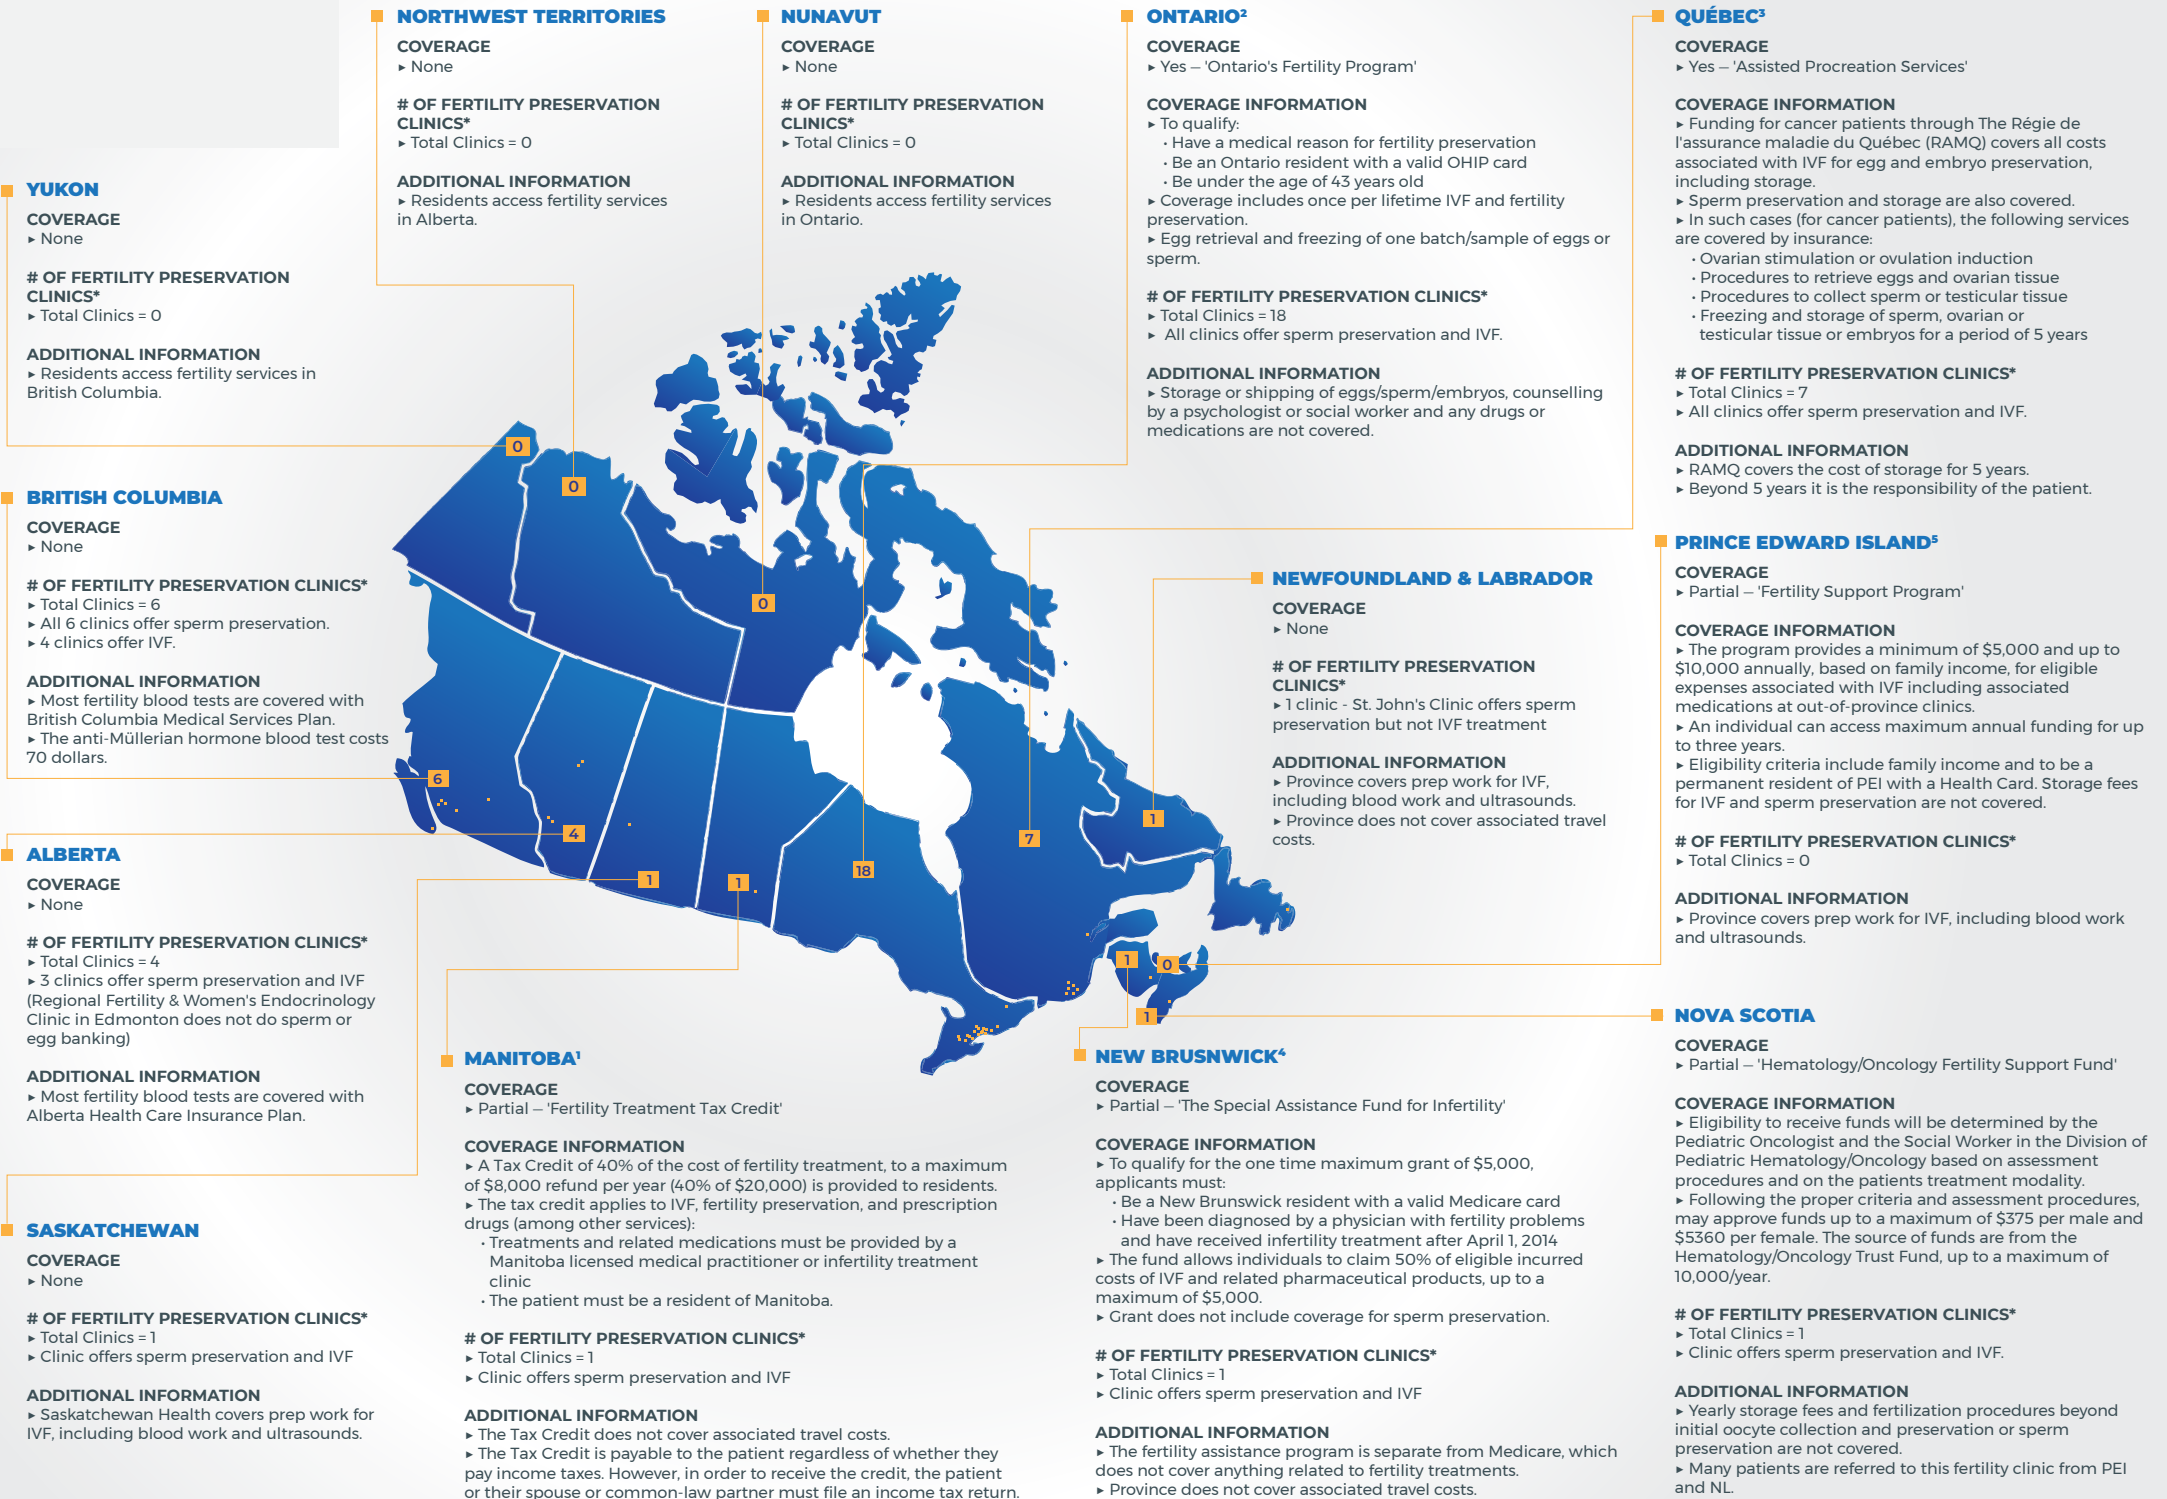 NORTHWEST TERRITORIES
COVERAGE
▸ None
# OF FERTILITY PRESERVATION
CLINICS*
▸ Total Clinics = 0
ADDITIONAL INFORMATION
▸ Residents access fertility services
in Alberta.
NUNAVUT
COVERAGE
▸ None
# OF FERTILITY PRESERVATION
CLINICS*
▸ Total Clinics = 0
ADDITIONAL INFORMATION
▸ Residents access fertility services
in Ontario.
ONTARIO²
COVERAGE
▸ Yes – 'Ontario's Fertility Program'
COVERAGE INFORMATION
▸ To qualify:
• Have a medical reason for fertility preservation
• Be an Ontario resident with a valid OHIP card
• Be under the age of 43 years old
▸ Coverage includes once per lifetime IVF and fertility
preservation.
▸ Egg retrieval and freezing of one batch/sample of eggs or
sperm.
# OF FERTILITY PRESERVATION CLINICS*
▸ Total Clinics = 18
▸ All clinics offer sperm preservation and IVF.
ADDITIONAL INFORMATION
▸ Storage or shipping of eggs/sperm/embryos, counselling
by a psychologist or social worker and any drugs or
medications are not covered.
QUÉBEC³
COVERAGE
▸ Yes – 'Assisted Procreation Services'
COVERAGE INFORMATION
▸ Funding for cancer patients through The Régie de
l'assurance maladie du Québec (RAMQ) covers all costs
associated with IVF for egg and embryo preservation,
including storage.
▸ Sperm preservation and storage are also covered.
▸ In such cases (for cancer patients), the following services
are covered by insurance:
• Ovarian stimulation or ovulation induction
• Procedures to retrieve eggs and ovarian tissue
• Procedures to collect sperm or testicular tissue
• Freezing and storage of sperm, ovarian or
testicular tissue or embryos for a period of 5 years
# OF FERTILITY PRESERVATION CLINICS*
▸ Total Clinics = 7
▸ All clinics offer sperm preservation and IVF.
ADDITIONAL INFORMATION
▸ RAMQ covers the cost of storage for 5 years.
▸ Beyond 5 years it is the responsibility of the patient.
YUKON
COVERAGE
▸ None
# OF FERTILITY PRESERVATION
CLINICS*
▸ Total Clinics = 0
ADDITIONAL INFORMATION
▸ Residents access fertility services in
British Columbia.
BRITISH COLUMBIA
COVERAGE
▸ None
# OF FERTILITY PRESERVATION CLINICS*
▸ Total Clinics = 6
▸ All 6 clinics offer sperm preservation.
▸ 4 clinics offer IVF.
ADDITIONAL INFORMATION
▸ Most fertility blood tests are covered with
British Columbia Medical Services Plan.
▸ The anti-Müllerian hormone blood test costs
70 dollars.
0
0
0
6
4
1
1
18
7
1
1
0
1
NEWFOUNDLAND & LABRADOR
COVERAGE
▸ None
# OF FERTILITY PRESERVATION
CLINICS*
▸ 1 clinic - St. John's Clinic offers sperm
preservation but not IVF treatment
ADDITIONAL INFORMATION
▸ Province covers prep work for IVF,
including blood work and ultrasounds.
▸ Province does not cover associated travel
costs.
PRINCE EDWARD ISLAND⁵
COVERAGE
▸ Partial – 'Fertility Support Program'
COVERAGE INFORMATION
▸ The program provides a minimum of $5,000 and up to
$10,000 annually, based on family income, for eligible
expenses associated with IVF including associated
medications at out-of-province clinics.
▸ An individual can access maximum annual funding for up
to three years.
▸ Eligibility criteria include family income and to be a
permanent resident of PEI with a Health Card. Storage fees
for IVF and sperm preservation are not covered.
# OF FERTILITY PRESERVATION CLINICS*
▸ Total Clinics = 0
ADDITIONAL INFORMATION
▸ Province covers prep work for IVF, including blood work
and ultrasounds.
ALBERTA
COVERAGE
▸ None
# OF FERTILITY PRESERVATION CLINICS*
▸ Total Clinics = 4
▸ 3 clinics offer sperm preservation and IVF
(Regional Fertility & Women's Endocrinology
Clinic in Edmonton does not do sperm or
egg banking)
ADDITIONAL INFORMATION
▸ Most fertility blood tests are covered with
Alberta Health Care Insurance Plan.
SASKATCHEWAN
COVERAGE
▸ None
# OF FERTILITY PRESERVATION CLINICS*
▸ Total Clinics = 1
▸ Clinic offers sperm preservation and IVF
ADDITIONAL INFORMATION
▸ Saskatchewan Health covers prep work for
IVF, including blood work and ultrasounds.
MANITOBA¹
COVERAGE
▸ Partial – 'Fertility Treatment Tax Credit'
COVERAGE INFORMATION
▸ A Tax Credit of 40% of the cost of fertility treatment, to a maximum
of $8,000 refund per year (40% of $20,000) is provided to residents.
▸ The tax credit applies to IVF, fertility preservation, and prescription
drugs (among other services):
• Treatments and related medications must be provided by a
Manitoba licensed medical practitioner or infertility treatment
clinic
• The patient must be a resident of Manitoba.
# OF FERTILITY PRESERVATION CLINICS*
▸ Total Clinics = 1
▸ Clinic offers sperm preservation and IVF
ADDITIONAL INFORMATION
▸ The Tax Credit does not cover associated travel costs.
▸ The Tax Credit is payable to the patient regardless of whether they
pay income taxes. However, in order to receive the credit, the patient
or their spouse or common-law partner must file an income tax return.
NEW BRUSNWICK⁴
COVERAGE
▸ Partial – 'The Special Assistance Fund for Infertility'
COVERAGE INFORMATION
▸ To qualify for the one time maximum grant of $5,000,
applicants must:
• Be a New Brunswick resident with a valid Medicare card
• Have been diagnosed by a physician with fertility problems
and have received infertility treatment after April 1, 2014
▸ The fund allows individuals to claim 50% of eligible incurred
costs of IVF and related pharmaceutical products, up to a
maximum of $5,000.
▸ Grant does not include coverage for sperm preservation.
# OF FERTILITY PRESERVATION CLINICS*
▸ Total Clinics = 1
▸ Clinic offers sperm preservation and IVF
ADDITIONAL INFORMATION
▸ The fertility assistance program is separate from Medicare, which
does not cover anything related to fertility treatments.
▸ Province does not cover associated travel costs.
NOVA SCOTIA
COVERAGE
▸ Partial – 'Hematology/Oncology Fertility Support Fund'
COVERAGE INFORMATION
▸ Eligibility to receive funds will be determined by the
Pediatric Oncologist and the Social Worker in the Division of
Pediatric Hematology/Oncology based on assessment
procedures and on the patients treatment modality.
▸ Following the proper criteria and assessment procedures,
may approve funds up to a maximum of $375 per male and
$5360 per female. The source of funds are from the
Hematology/Oncology Trust Fund, up to a maximum of
10,000/year.
# OF FERTILITY PRESERVATION CLINICS*
▸ Total Clinics = 1
▸ Clinic offers sperm preservation and IVF.
ADDITIONAL INFORMATION
▸ Yearly storage fees and fertilization procedures beyond
initial oocyte collection and preservation or sperm
preservation are not covered.
▸ Many patients are referred to this fertility clinic from PEI
and NL.